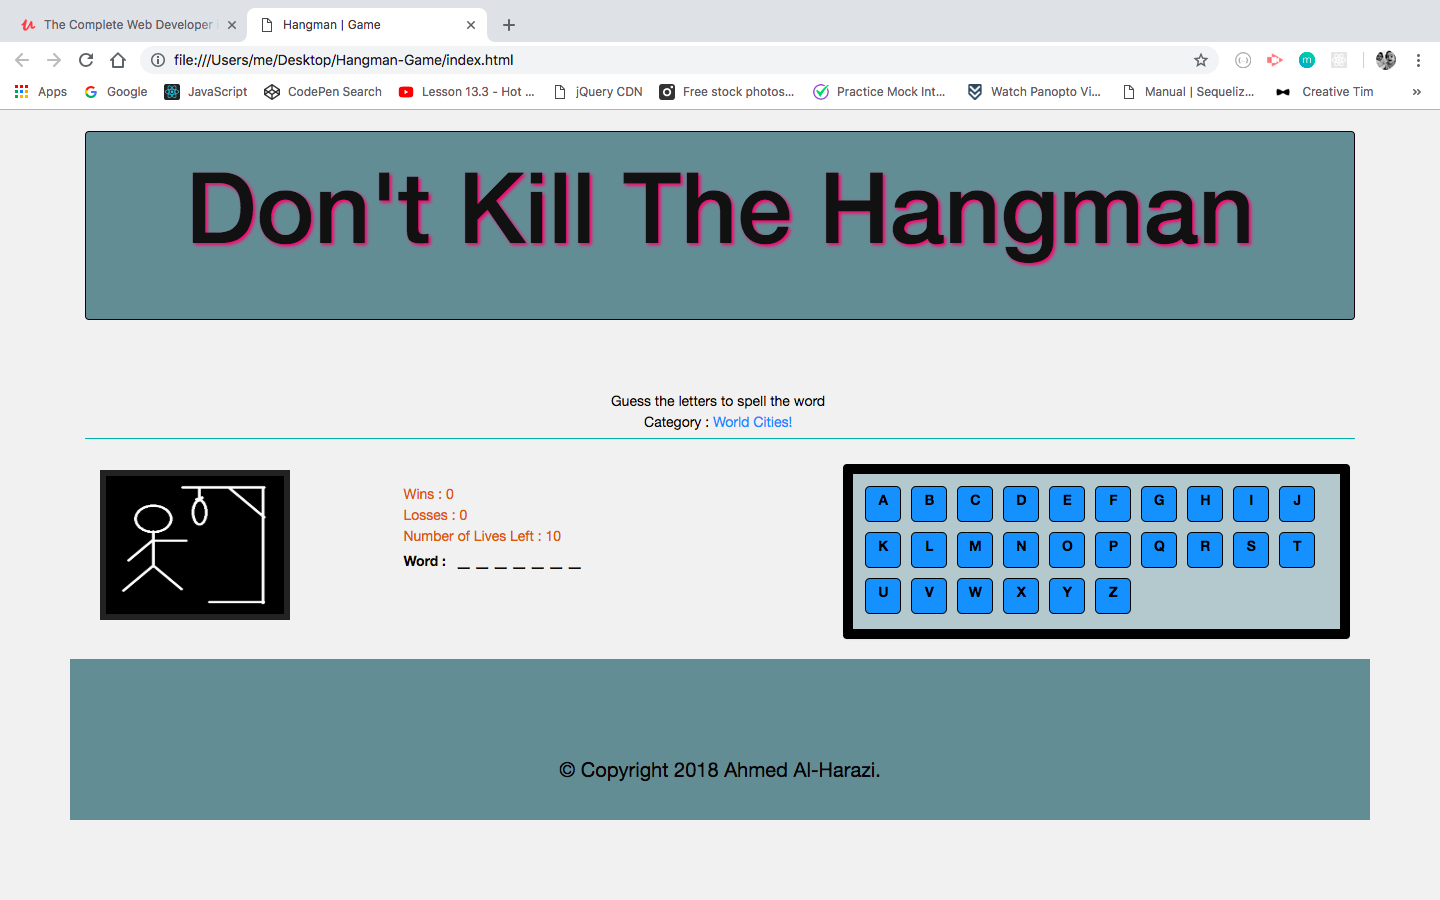 The Complete Web Developer
Hangman | Game
file:///Users/me/Desktop/Hangman-Game/index.html
m
Apps
Google
JavaScript
CodePen Search
Lesson 13.3 - Hot ...
jQuery CDN
Free stock photos...
Practice Mock Int...
Watch Panopto Vi...
Manual | Sequeliz...
Creative Tim
»
Don't Kill The Hangman
Guess the letters to spell the word
Category : World Cities!
Wins : 0
Losses : 0
Number of Lives Left : 10
Word : _ _ _ _ _ _ _
A B C D E F G H I J
K L M N O P Q R S T
U V W X Y Z
© Copyright 2018 Ahmed Al-Harazi.